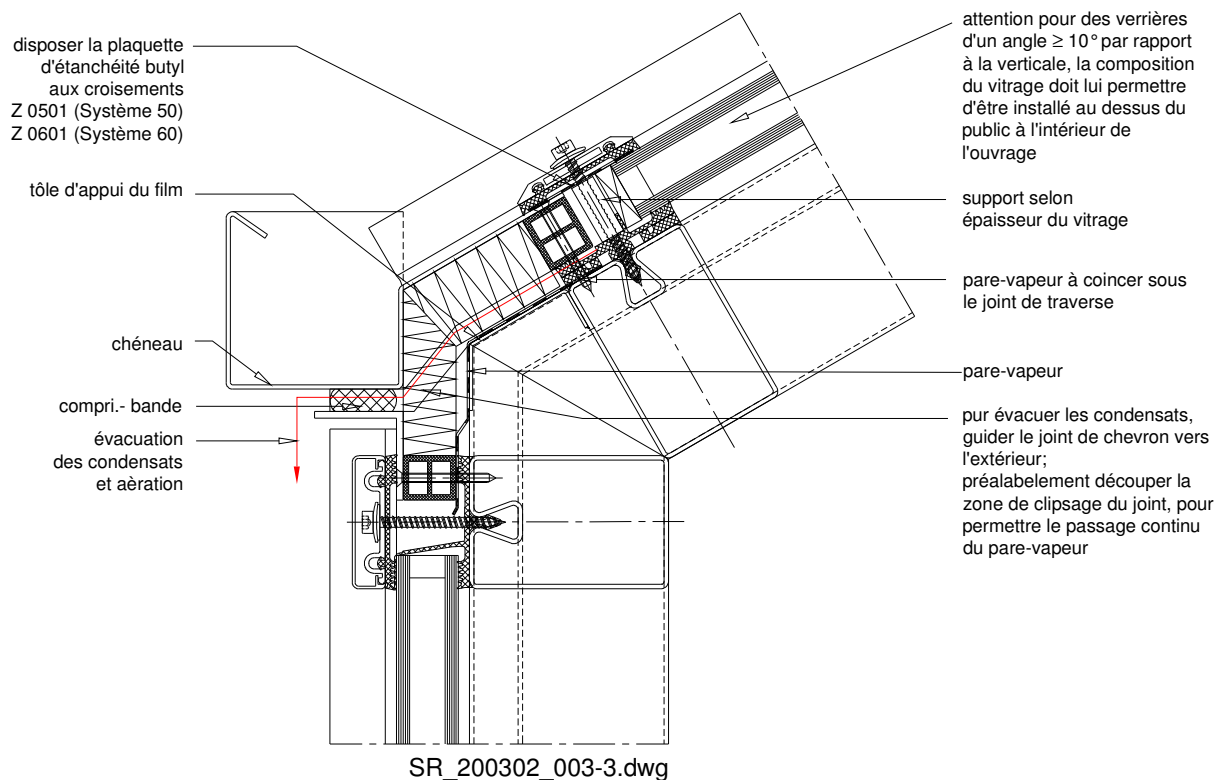 disposer la plaquette
d'étanchéité butyl
aux croisements
Z 0501 (Système 50)
Z 0601 (Système 60)
tôle d'appui du film
chéneau
compri.- bande
évacuation
des condensats
et aèration
attention pour des verrières
d'un angle ≥ 10° par rapport
à la verticale, la composition
du vitrage doit lui permettre
d'être installé au dessus du
public à l'intérieur de
l'ouvrage
support selon
épaisseur du vitrage
pare-vapeur à coincer sous
le joint de traverse
pare-vapeur
pur évacuer les condensats,
guider le joint de chevron vers
l'extérieur;
préalabelement découper la
zone de clipsage du joint, pour
permettre le passage continu
du pare-vapeur
SR_200302_003-3.dwg